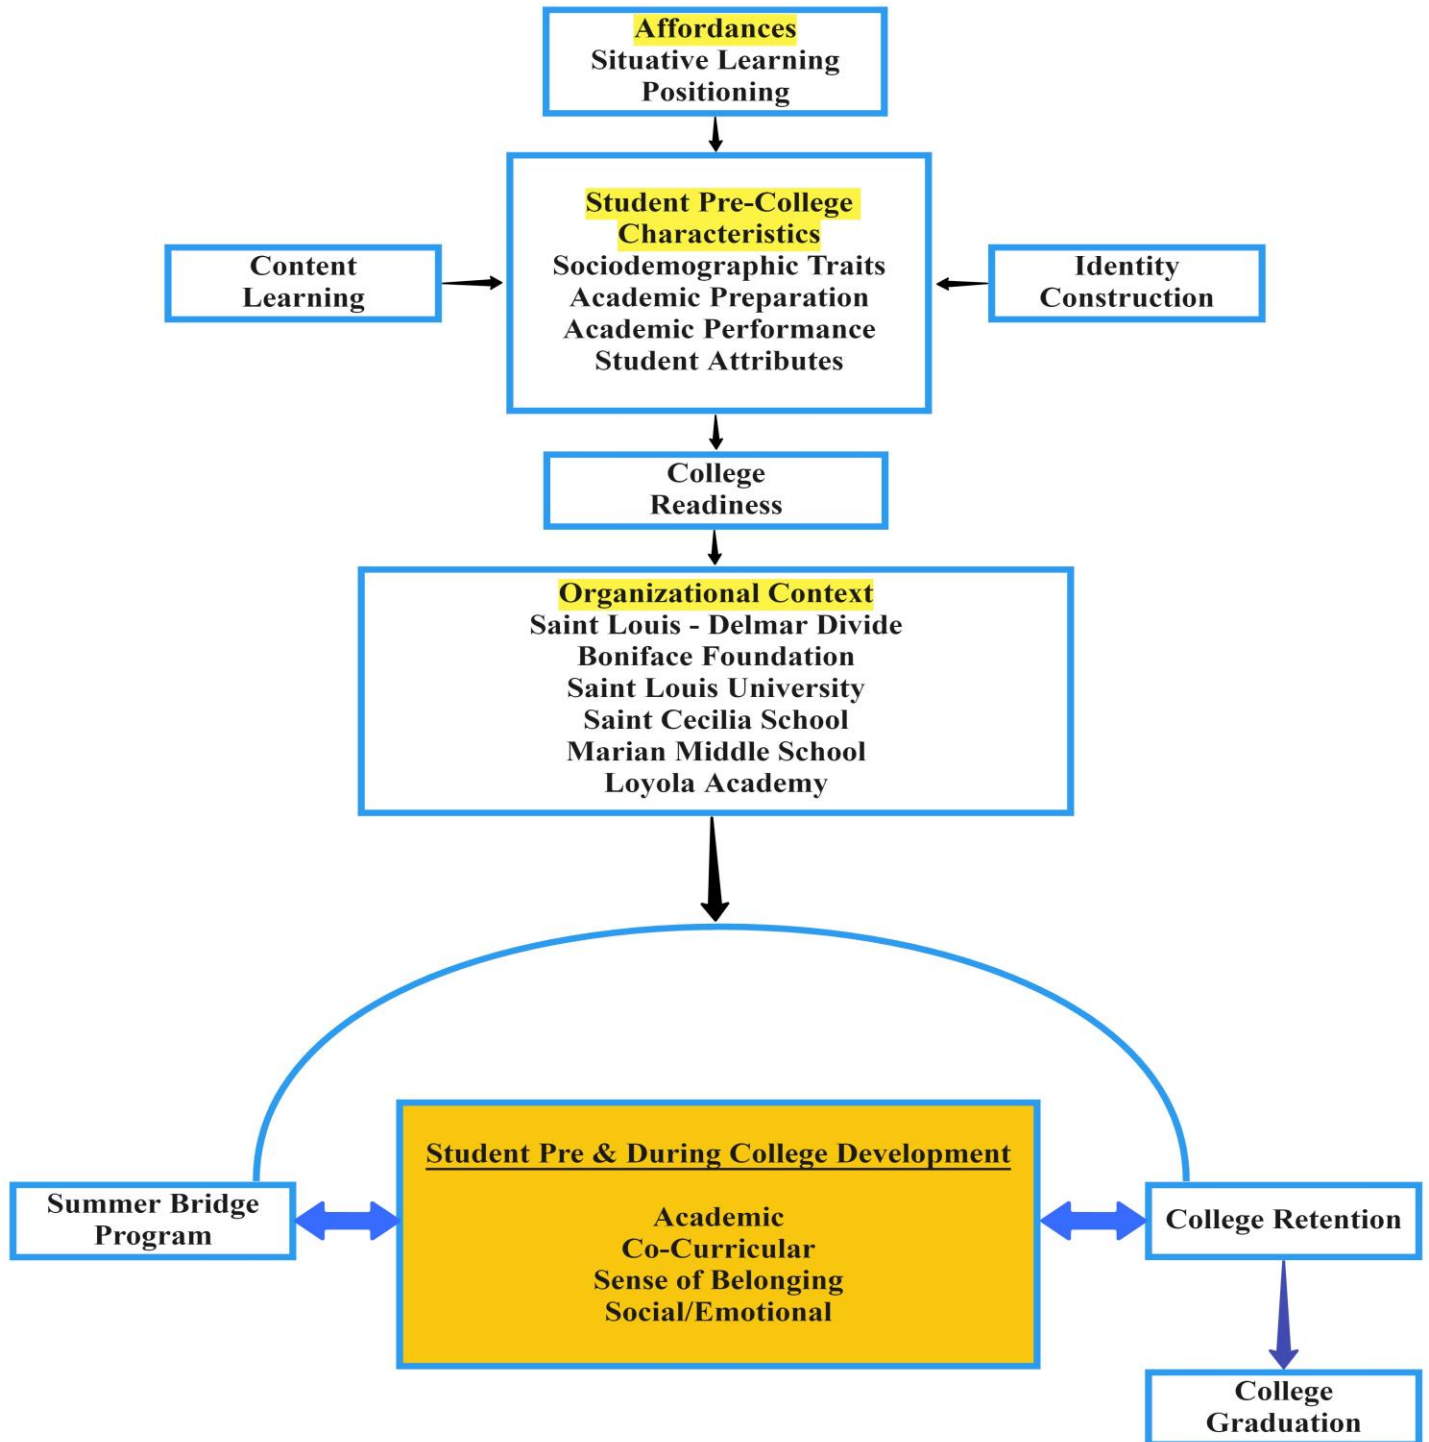 Affordances
Situative Learning
Positioning
Student Pre-College
Characteristics
Sociodemographic Traits
Academic Preparation
Academic Performance
Student Attributes
Content
Learning
Identity
Construction
College
Readiness
Organizational Context
Saint Louis - Delmar Divide
Boniface Foundation
Saint Louis University
Saint Cecilia School
Marian Middle School
Loyola Academy
Student Pre & During College Development
Academic
Co-Curricular
Sense of Belonging
Social/Emotional
Summer Bridge
Program
College Retention
College
Graduation